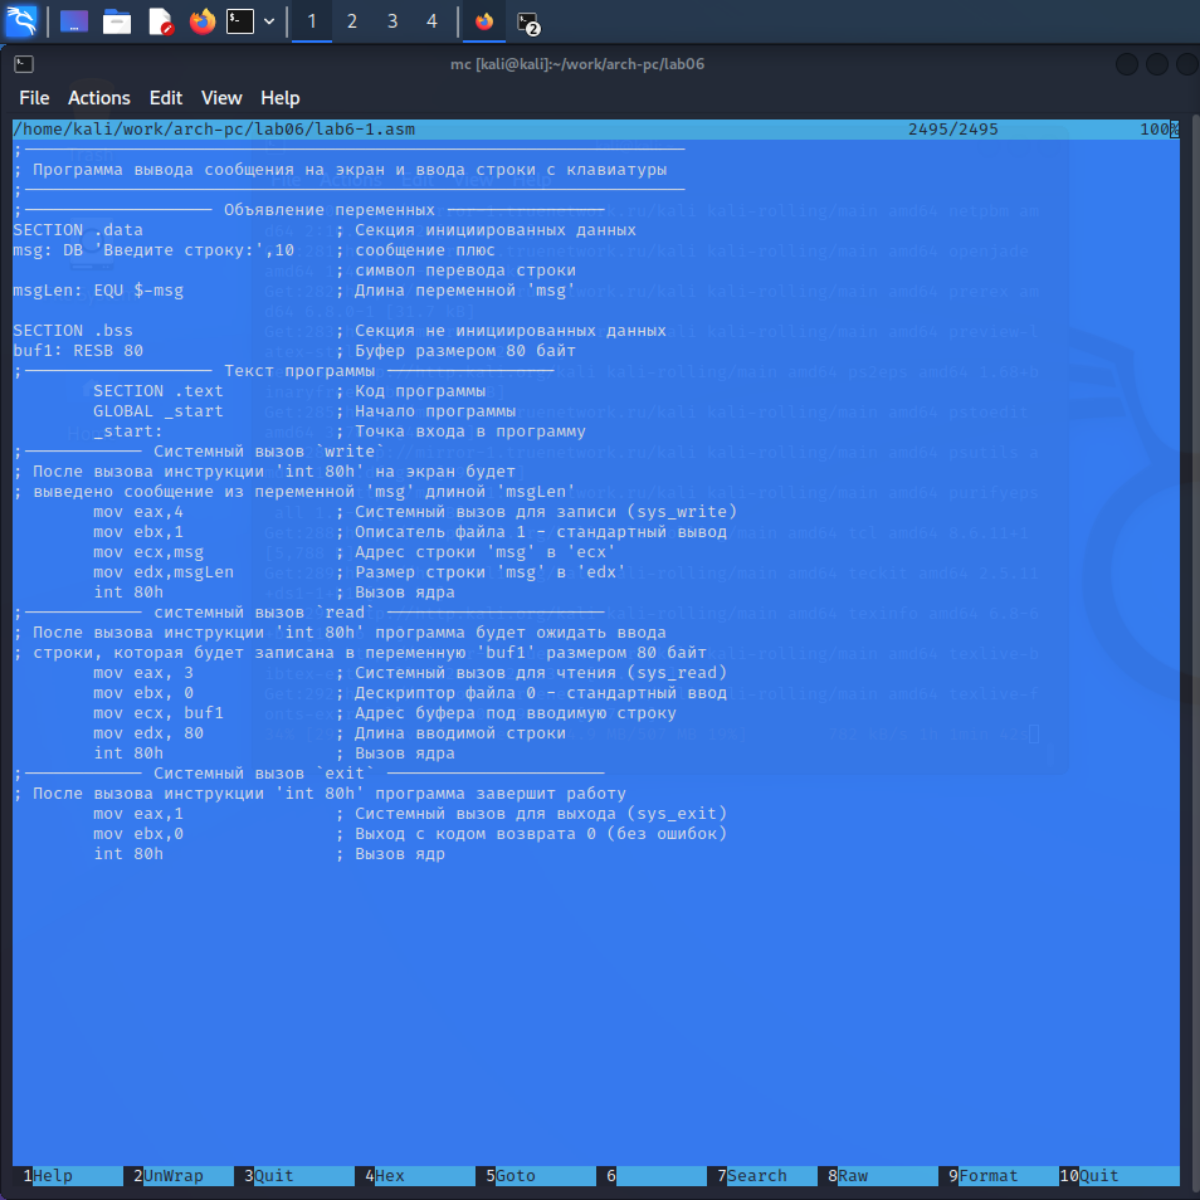 1 2 3 4 2
mc [kali@kali]:~/work/arch-pc/lab06
File Actions Edit View Help
/home/kali/work/arch-pc/lab06/lab6-1.asm 2495/2495 100%
;
; Программа вывода сообщения на экран и ввода строки с клавиатуры
;
;—————— Объявление переменных ——————
SECTION .data ; Секция инициированных данных
msg: DB 'Введите строку:',10 ; сообщение плюс
; символ перевода строки
msgLen: EQU $-msg ; Длина переменной 'msg'
SECTION .bss ; Секция не инициированных данных
buf1: RESB 80 ; Буфер размером 80 байт
;—————— Текст программы ——————
SECTION .text ; Код программы
GLOBAL _start ; Начало программы
_start: ; Точка входа в программу
;—————— Системный вызов `write`
; После вызова инструкции 'int 80h' на экран будет
; выведено сообщение из переменной 'msg' длиной 'msgLen'
mov eax,4 ; Системный вызов для записи (sys_write)
mov ebx,1 ; Описатель файла 1 - стандартный вывод
mov ecx,msg ; Адрес строки 'msg' в 'ecx'
mov edx,msgLen ; Размер строки 'msg' в 'edx'
int 80h ; Вызов ядра
;—————— системный вызов `read` ——————
; После вызова инструкции 'int 80h' программа будет ожидать ввода
; строки, которая будет записана в переменную 'buf1' размером 80 байт
mov eax, 3 ; Системный вызов для чтения (sys_read)
mov ebx, 0 ; Дескриптор файла 0 - стандартный ввод
mov ecx, buf1 ; Адрес буфера под вводимую строку
mov edx, 80 ; Длина вводимой строки
int 80h ; Вызов ядра
;—————— Системный вызов `exit` ——————
; После вызова инструкции 'int 80h' программа завершит работу
mov eax,1 ; Системный вызов для выхода (sys_exit)
mov ebx,0 ; Выход с кодом возврата 0 (без ошибок)
int 80h ; Вызов ядр
1Help 2UnWrap 3Quit 4Hex 5Goto 6 7Search 8Raw 9Format 10Quit